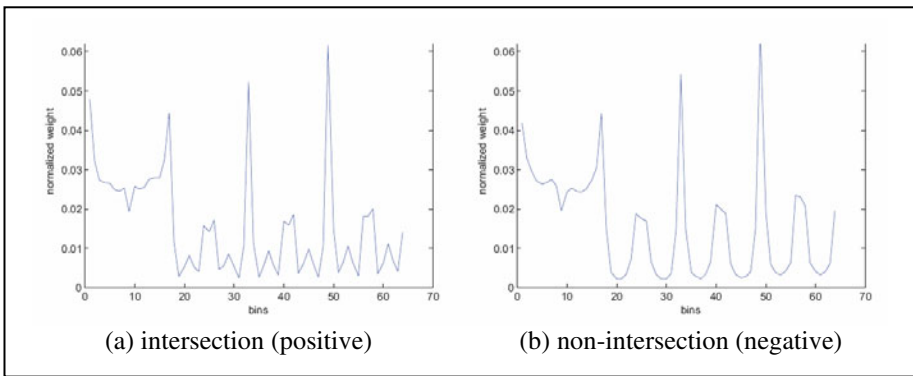 0.06
0.05
0.04
0.03
0.02
0.01
0
normalized weight
0 10 20 30 40 50 60 70
bins
(a) intersection (positive)
0.06
0.05
0.04
0.03
0.02
0.01
0
normalized weight
0 10 20 30 40 50 60 70
bins
(b) non-intersection (negative)